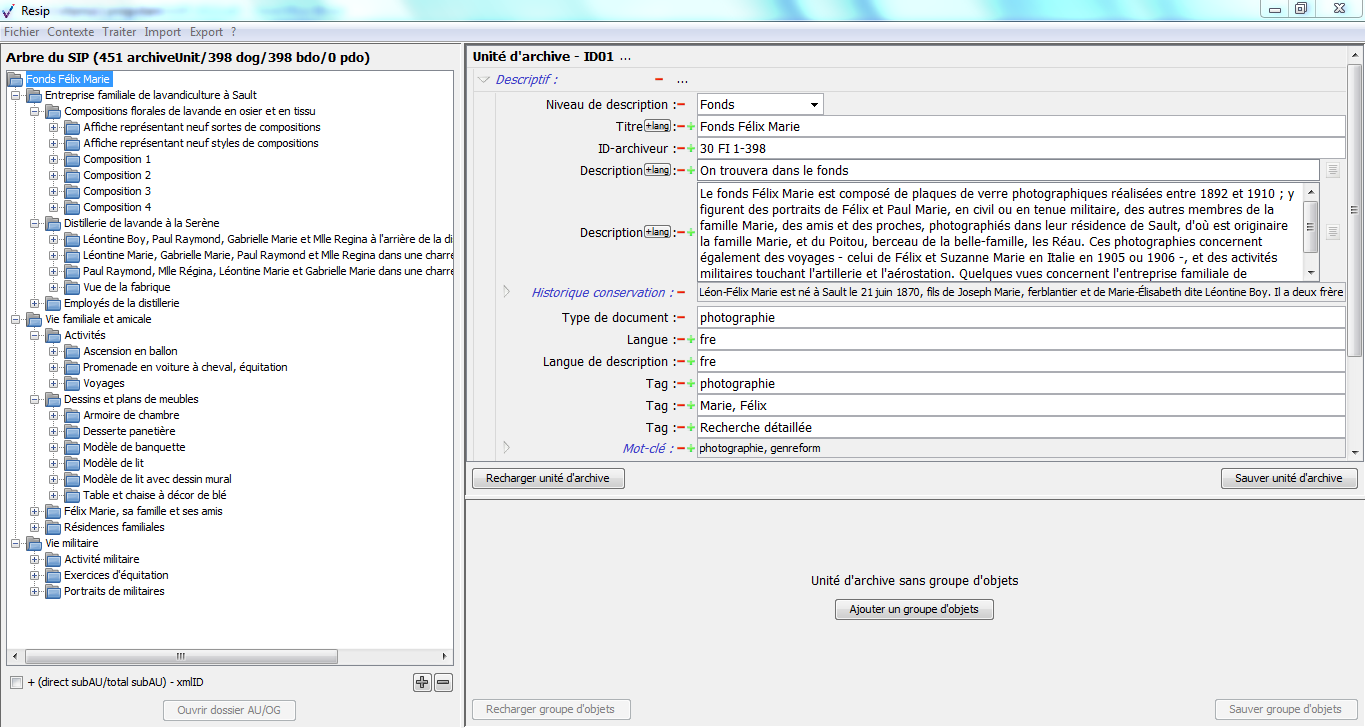 Resip
Fichier Contexte Traiter Import Export ?
Arbre du SIP (451 archiveUnit/398 dog/398 bdo/0 pdo)
Fonds Félix Marie
Entreprise familiale de lavandiculture à Sault
Compositions florales de lavande en osier et en tissu
Affiche représentant neuf sortes de compositions
Affiche représentant neuf styles de compositions
Composition 1
Composition 2
Composition 3
Composition 4
Distillerie de lavande à la Serène
Léontine Boy, Paul Raymond, Gabrielle Marie et Mlle Regina à l'arrière de la di
Léontine Marie, Gabrielle Marie, Paul Raymond et Mlle Regina dans une charre
Paul Raymond, Mlle Régina, Léontine Marie et Gabrielle Marie dans une charre
Vue de la fabrique
Employés de la distillerie
Vie familiale et amicale
Activités
Ascension en ballon
Promenade en voiture à cheval, équitation
Voyages
Dessins et plans de meubles
Armoire de chambre
Desserte panetière
Modèle de banquette
Modèle de lit
Modèle de lit avec dessin mural
Table et chaise à décor de blé
Félix Marie, sa famille et ses amis
Résidences familiales
Vie militaire
Activité militaire
Exercices d'équitation
Portraits de militaires
+ (direct subAU/total subAU) - xmlID
Ouvrir dossier AU/OG
Unité d'archive - ID01 ...
Descriptif : - ...
Niveau de description :- Fonds
Titre +lang :-+ Fonds Félix Marie
ID-archiveur :-+ 30 FI 1-398
Description +lang :-+ On trouvera dans le fonds
Description +lang :-+ Le fonds Félix Marie est composé de plaques de verre photographiques réalisées entre 1892 et 1910 ; y
figurent des portraits de Félix et Paul Marie, en civil ou en tenue militaire, des autres membres de la
famille Marie, des amis et des proches, photographiés dans leur résidence de Sault, d'où est originaire
la famille Marie, et du Poitou, berceau de la belle-famille, les Réau. Ces photographies concernent
également des voyages - celui de Félix et Suzanne Marie en Italie en 1905 ou 1906 -, et des activités
militaires touchant l'artillerie et l'aérostation. Quelques vues concernent l'entreprise familiale de
Historique conservation :- Léon-Félix Marie est né à Sault le 21 juin 1870, fils de Joseph Marie, ferblantier et de Marie-Élisabeth dite Léontine Boy. Il a deux frère
Type de document :- photographie
Langue :-+ fre
Langue de description :-+ fre
Tag :-+ photographie
Tag :-+ Marie, Félix
Tag :-+ Recherche détaillée
Mot-clé :-+ photographie, genreform
Recharger unité d'archive
Sauver unité d'archive
Unité d'archive sans groupe d'objets
Ajouter un groupe d'objets
Recharger groupe d'objets
Sauver groupe d'objets